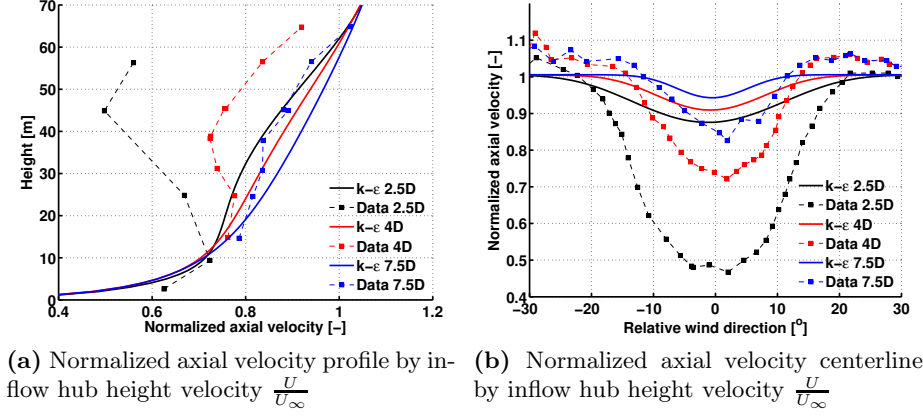 70
60
50
40
30
20
10
0
Height [m]
0.4
0.6
0.8
1
1.2
Normalized axial velocity [−]
k−ε 2.5D
Data 2.5D
k−ε 4D
Data 4D
k−ε 7.5D
Data 7.5D
1.1
1
0.9
0.8
0.7
0.6
0.5
0.4
Normalized axial velocity [−]
−30
−20
−10
0
10
20
30
Relative wind direction [°]
k−ε 2.5D
Data 2.5D
k−ε 4D
Data 4D
k−ε 7.5D
Data 7.5D
(a) Normalized axial velocity profile by in-
flow hub height velocity U/U∞
(b) Normalized axial velocity centerline
by inflow hub height velocity U/U∞